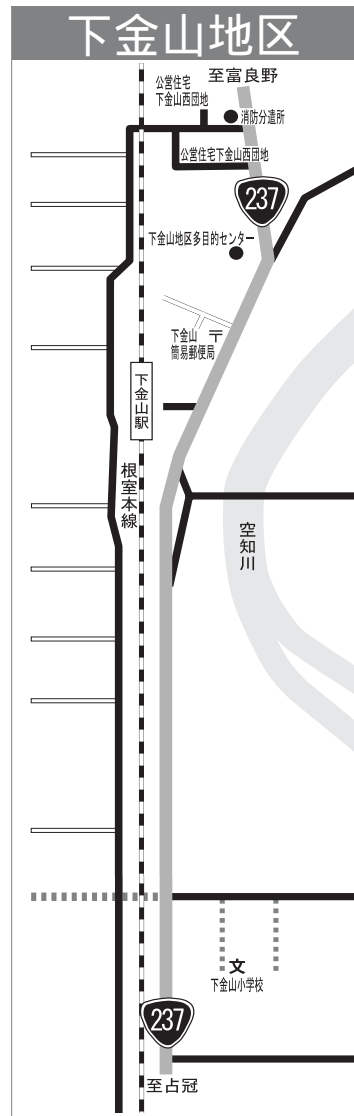 下金山地区
至富良野
公営住宅
下金山西団地
消防分遣所
公営住宅下金山西団地
237
下金山地区多目的センター
下金山
簡易郵便局
〒
下金山駅
根室本線
空知川
文
下金山小学校
237
至占冠